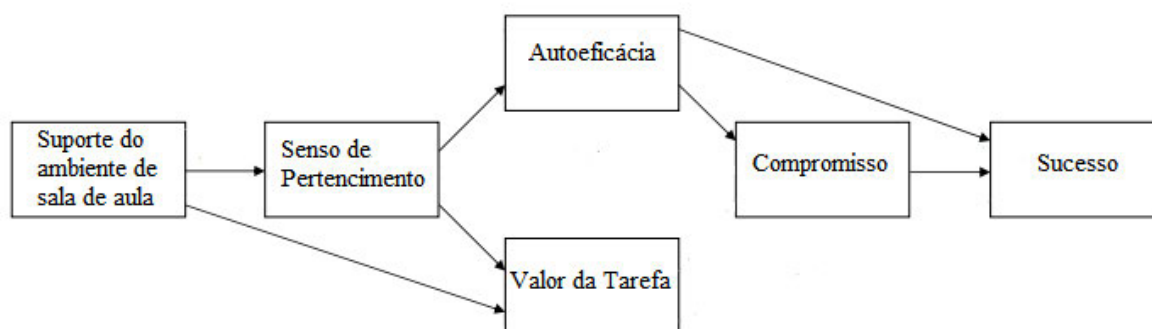 Autoeficácia
Suporte do
ambiente de
sala de aula
Senso de
Pertencimento
Compromisso
Sucesso
Valor da Tarefa